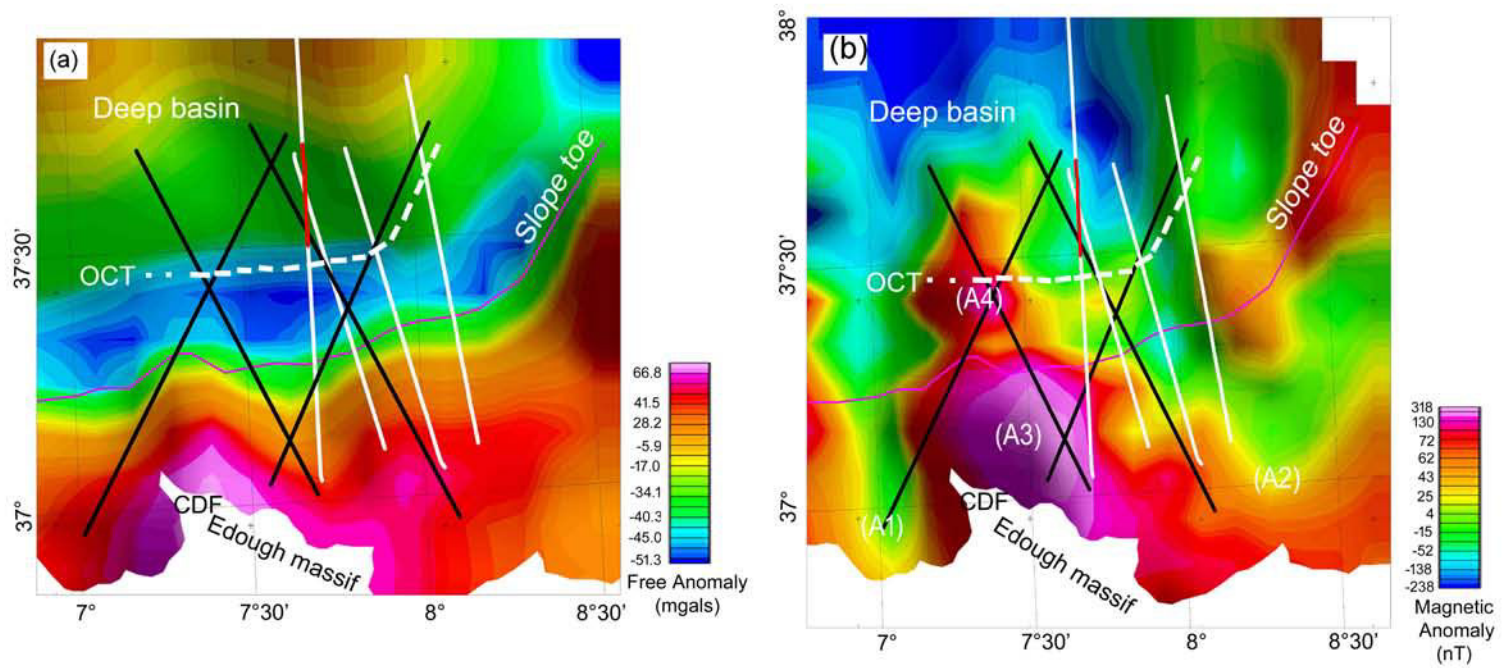 (a)
Deep basin
Slope toe
OCT
CDF
Edough massif
37°30'
37°
7°
7°30'
8°
8°30'
66.8
41.5
28.2
-5.9
-17.0
-34.1
-40.3
-45.0
-51.3
Free Anomaly
(mgals)
(b)
Deep basin
Slope toe
OCT
(A4)
(A3)
(A2)
(A1)
CDF
Edough massif
38°
37°30'
37°
7°
7°30'
8°
8°30'
318
130
72
62
43
25
4
-15
-52
-138
-238
Magnetic
Anomaly
(nT)